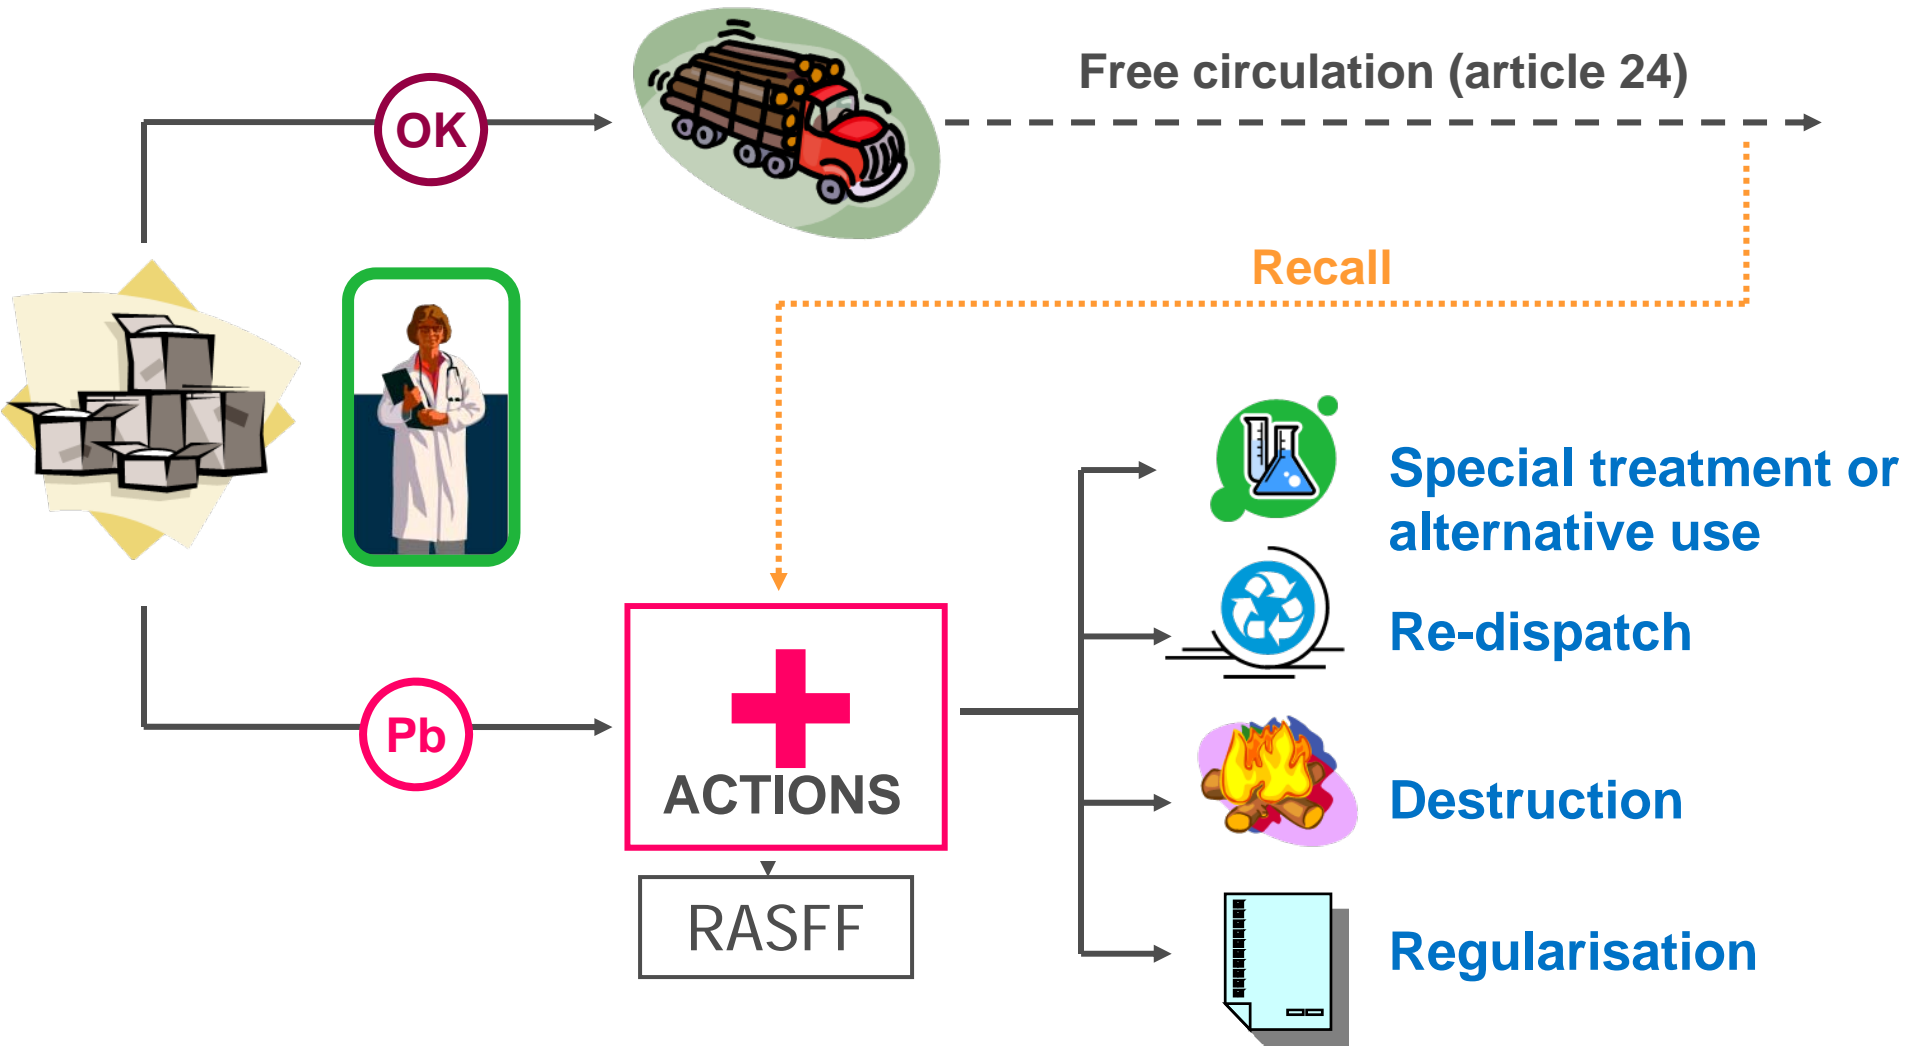 Free circulation (article 24)
OK
Recall
Special treatment or
alternative use
Re-dispatch
Pb
ACTIONS
Destruction
RASFF
Regularisation